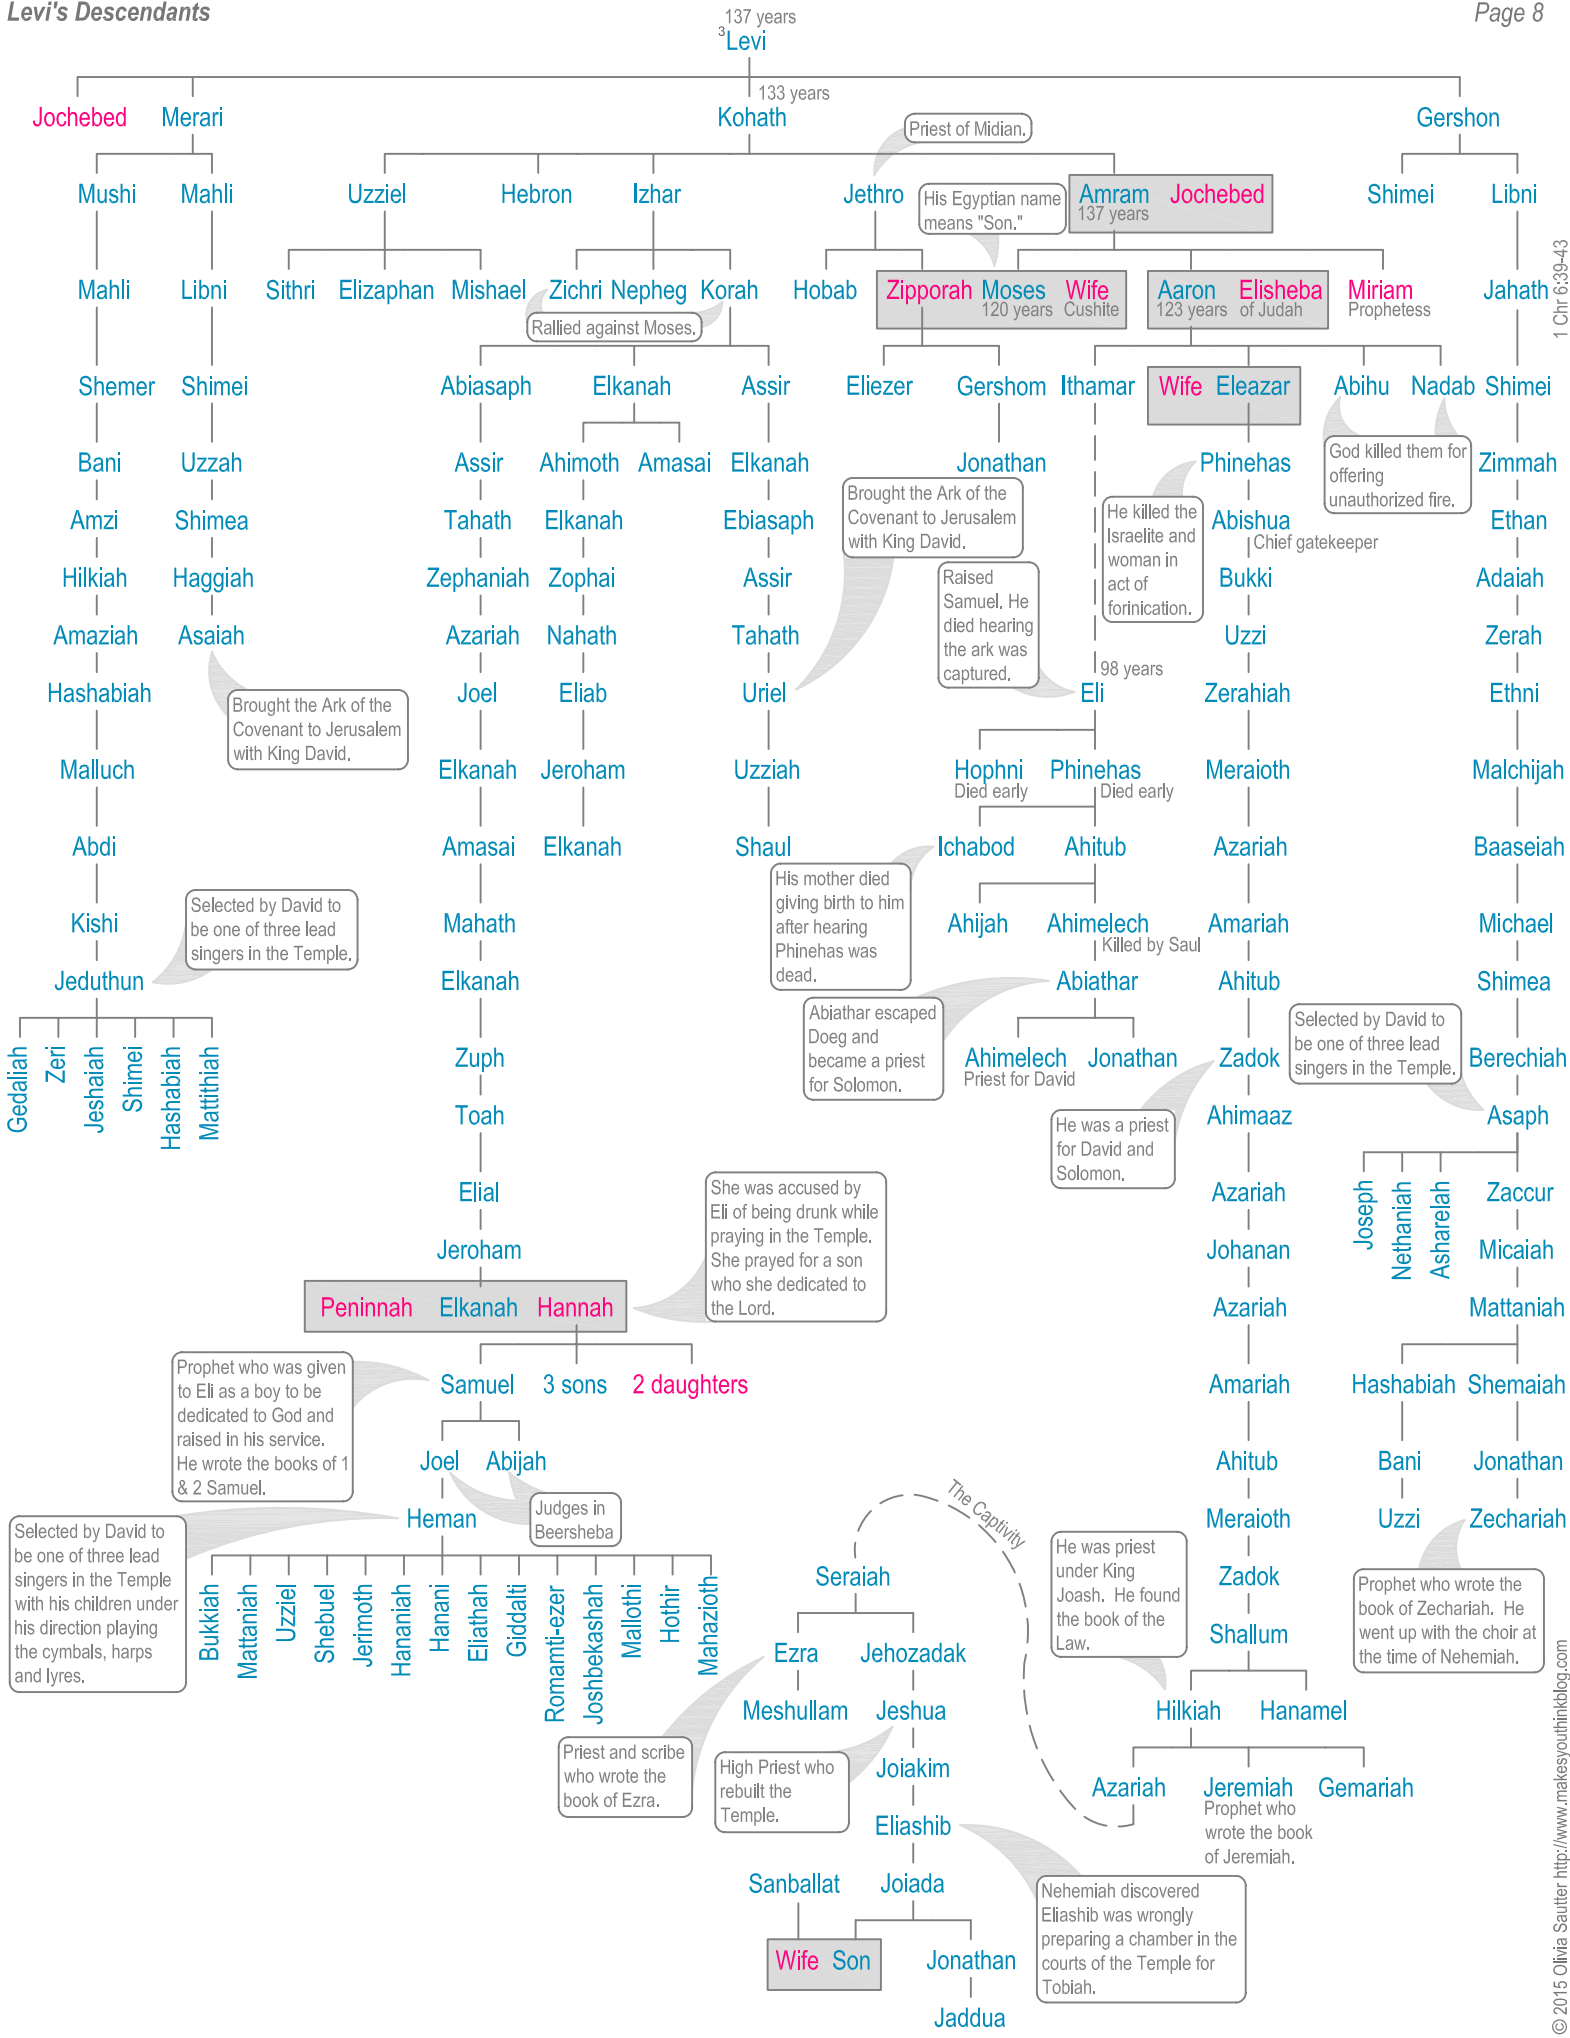 Levi's Descendants
Page 8
137 years
3Levi
133 years
Jochebed Merari Kohath Gershon
Priest of Midian.
Mushi Mahli Uzziel Hebron Izhar Jethro Amram Jochebed Shimei Libni
137 years
His Egyptian name
means "Son."
1 Chr 6:39-43
Mahli Libni Sithri Elizaphan Mishael Zichri Nepheg Korah Hobab Zipporah Moses Wife Aaron Elisheba Miriam Jahath
120 years Cushite 123 years of Judah Prophetess
Rallied against Moses.
Shemer Shimei Abiasaph Elkanah Assir Eliezer Gershom Ithamar Wife Eleazar Abihu Nadab Shimei
God killed them for
offering
unauthorized fire.
Bani Uzzah Assir Ahimoth Amasai Elkanah Jonathan Phinehas Zimmah
Brought the Ark of the
Covenant to Jerusalem
with King David.
He killed the
Israelite and
woman in
act of
forinication.
Amzi Shimea Tahath Elkanah Ebiasaph Abishua Ethan
Chief gatekeeper
Hilkiah Haggiah Zephaniah Zophai Assir Bukki Adaiah
Raised
Samuel. He
died hearing
the ark was
captured.
Amaziah Asaiah Azariah Nahath Tahath Uzzi Zerah
98 years
Hashabiah Joel Eliab Uriel Eli Zerahiah Ethni
Brought the Ark of the
Covenant to Jerusalem
with King David.
Malluch Elkanah Jeroham Uzziah Hophni Phinehas Meraioth Malchijah
Died early Died early
Abdi Amasai Elkanah Shaul Ichabod Ahitub Azariah Baaseiah
His mother died
giving birth to him
after hearing
Phinehas was
dead.
Kishi Mahath Ahijah Ahimelech Amariah Michael
Killed by Saul
Selected by David to
be one of three lead
singers in the Temple.
Jeduthun Elkanah Abiathar Ahitub Shimea
Abiathar escaped
Doeg and
became a priest
for Solomon.
Selected by David to
be one of three lead
singers in the Temple.
Gedaliah Zeri Jeshaiah Shimei Hashabiah Mattithiah
Zuph Ahimelech Jonathan Zadok Berechiah
Priest for David
Toah Ahimaaz Asaph
He was a priest
for David and
Solomon.
Elial Azariah Joseph Nethaniah Asharelah Zaccur
She was accused by
Eli of being drunk while
praying in the Temple.
She prayed for a son
who she dedicated to
the Lord.
Jeroham Johanan Micaiah
Peninnah Elkanah Hannah Azariah Mattaniah
Prophet who was given
to Eli as a boy to be
dedicated to God and
raised in his service.
He wrote the books of 1
& 2 Samuel.
Samuel 3 sons 2 daughters Amariah Hashabiah Shemaiah
Joel Abijah Ahitub Bani Jonathan
The Captivity
Judges in
Beersheba
Heman Meraioth Uzzi Zechariah
Selected by David to
be one of three lead
singers in the Temple
with his children under
his direction playing
the cymbals, harps
and lyres.
He was priest
under King
Joash. He found
the book of the
Law.
Prophet who wrote the
book of Zechariah. He
went up with the choir at
the time of Nehemiah.
Bukiah Mattaniah Uzziel Shebuel Jerimoth Hananiah Hanani Eliathah Giddalti Romamti-ezer Joshbekashah Mallothi Hothir Mahazioth
Seraiah Zadok
Shallum
Ezra Jehozadak
Meshullam Jeshua Hilkiah Hanamel
Priest and scribe
who wrote the
book of Ezra.
High Priest who
rebuilt the
Temple.
Joiakim Azariah Jeremiah Gemariah
Prophet who
wrote the book
of Jeremiah.
Eliashib
Sanballat Joiada
Nehemiah discovered
Eliashib was wrongly
preparing a chamber in the
courts of the Temple for
Tobiah.
Wife Son Jonathan
Jaddua
© 2015 Olivia Sautter http://www.makesyouthinkblog.com